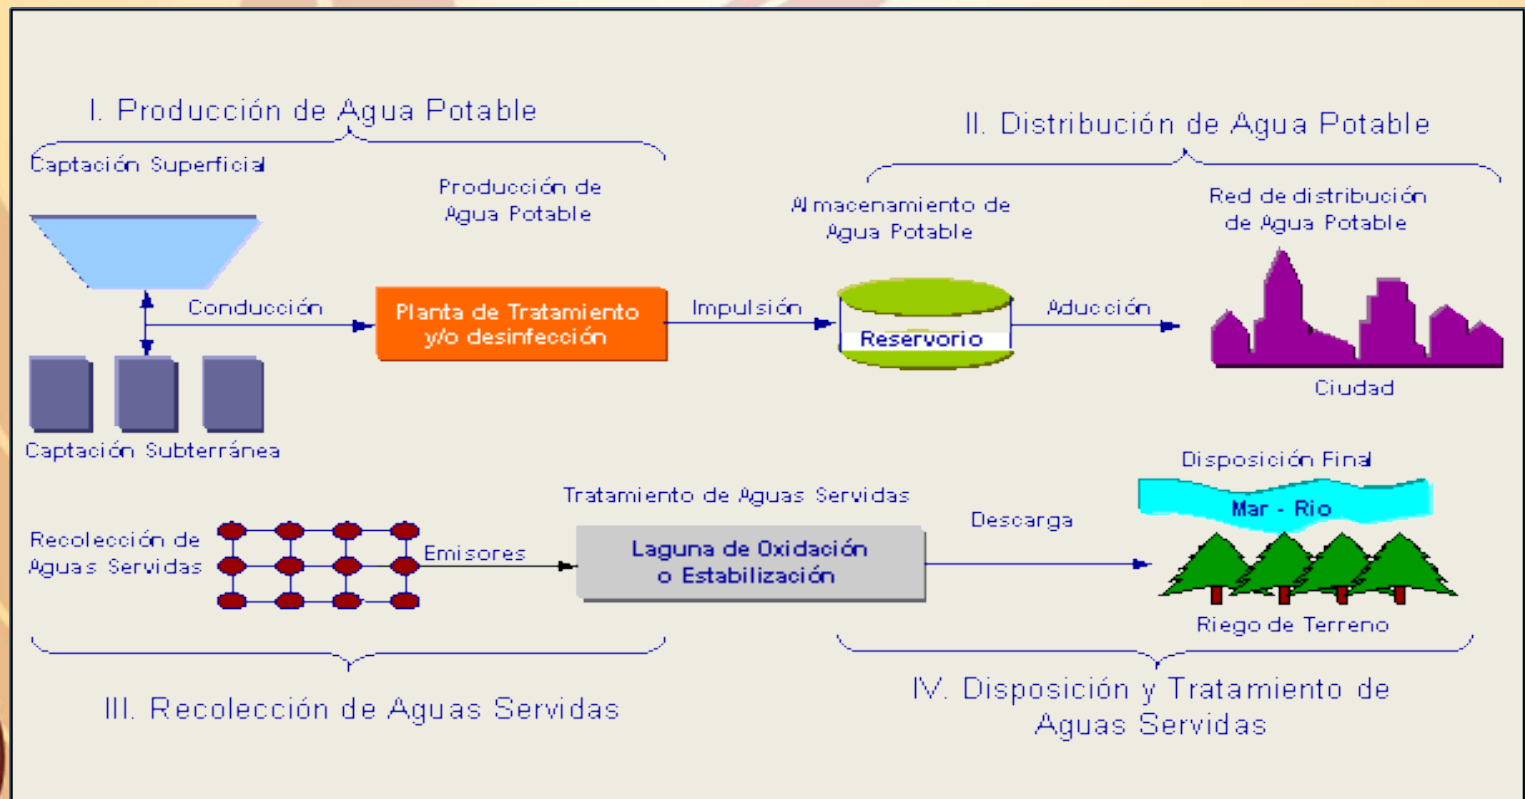 I. Producción de Agua Potable
II. Distribución de Agua Potable
Captación Superficial
Producción de
Agua Potable
Almacenamiento de
Agua Potable
Red de distribución
de Agua Potable
Conducción
Planta de Tratamiento
y/o desinfección
Impulsión
Reservorio
Aducción
Ciudad
Captación Subterránea
Disposición Final
Tratamiento de Aguas Servidas
Mar - Rio
Recolección de
Aguas Servidas
Emisores
Laguna de Oxidación
o Estabilización
Descarga
Riego de Terreno
III. Recolección de Aguas Servidas
IV. Disposición y Tratamiento de
Aguas Servidas